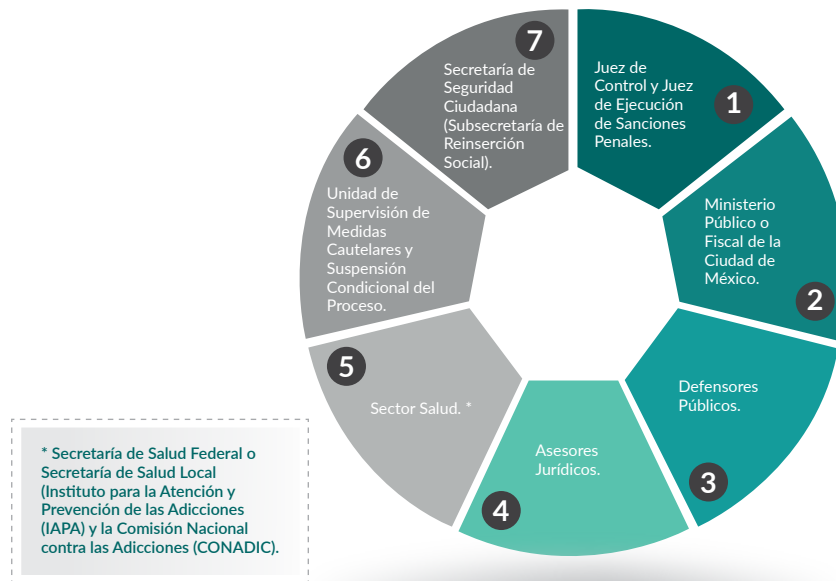 1
Juez de
Control y Juez
de Ejecución
de Sanciones
Penales.
2
Ministerio
Público o
Fiscal de la
Ciudad de
México.
3
Defensores
Públicos.
4
Asesores
Jurídicos.
5
Sector Salud. *
6
Unidad de
Supervisión de
Medidas
Cautelares y
Suspensión
Condicional del
Proceso.
7
Secretaría de
Seguridad
Ciudadana
(Subsecretaría de
Reinserción
Social).
* Secretaría de Salud Federal o
Secretaría de Salud Local
(Instituto para la Atención y
Prevención de las Adicciones
(IAPA) y la Comisión Nacional
contra las Adicciones (CONADIC).